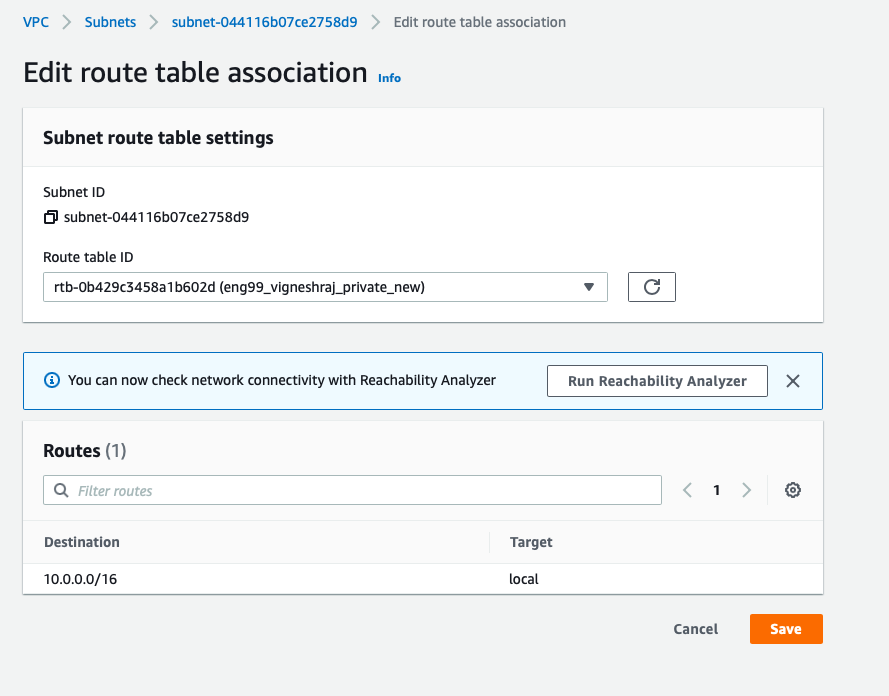 VPC > Subnets > subnet-044116b07ce2758d9 > Edit route table association
Edit route table association Info
Subnet route table settings
Subnet ID
subnet-044116b07ce2758d9
Route table ID
rtb-0b429c3458a1b602d (eng99_vigneshraj_private_new)
You can now check network connectivity with Reachability Analyzer Run Reachability Analyzer
Routes (1)
Filter routes 1
Destination Target
10.0.0.0/16 local
Cancel Save